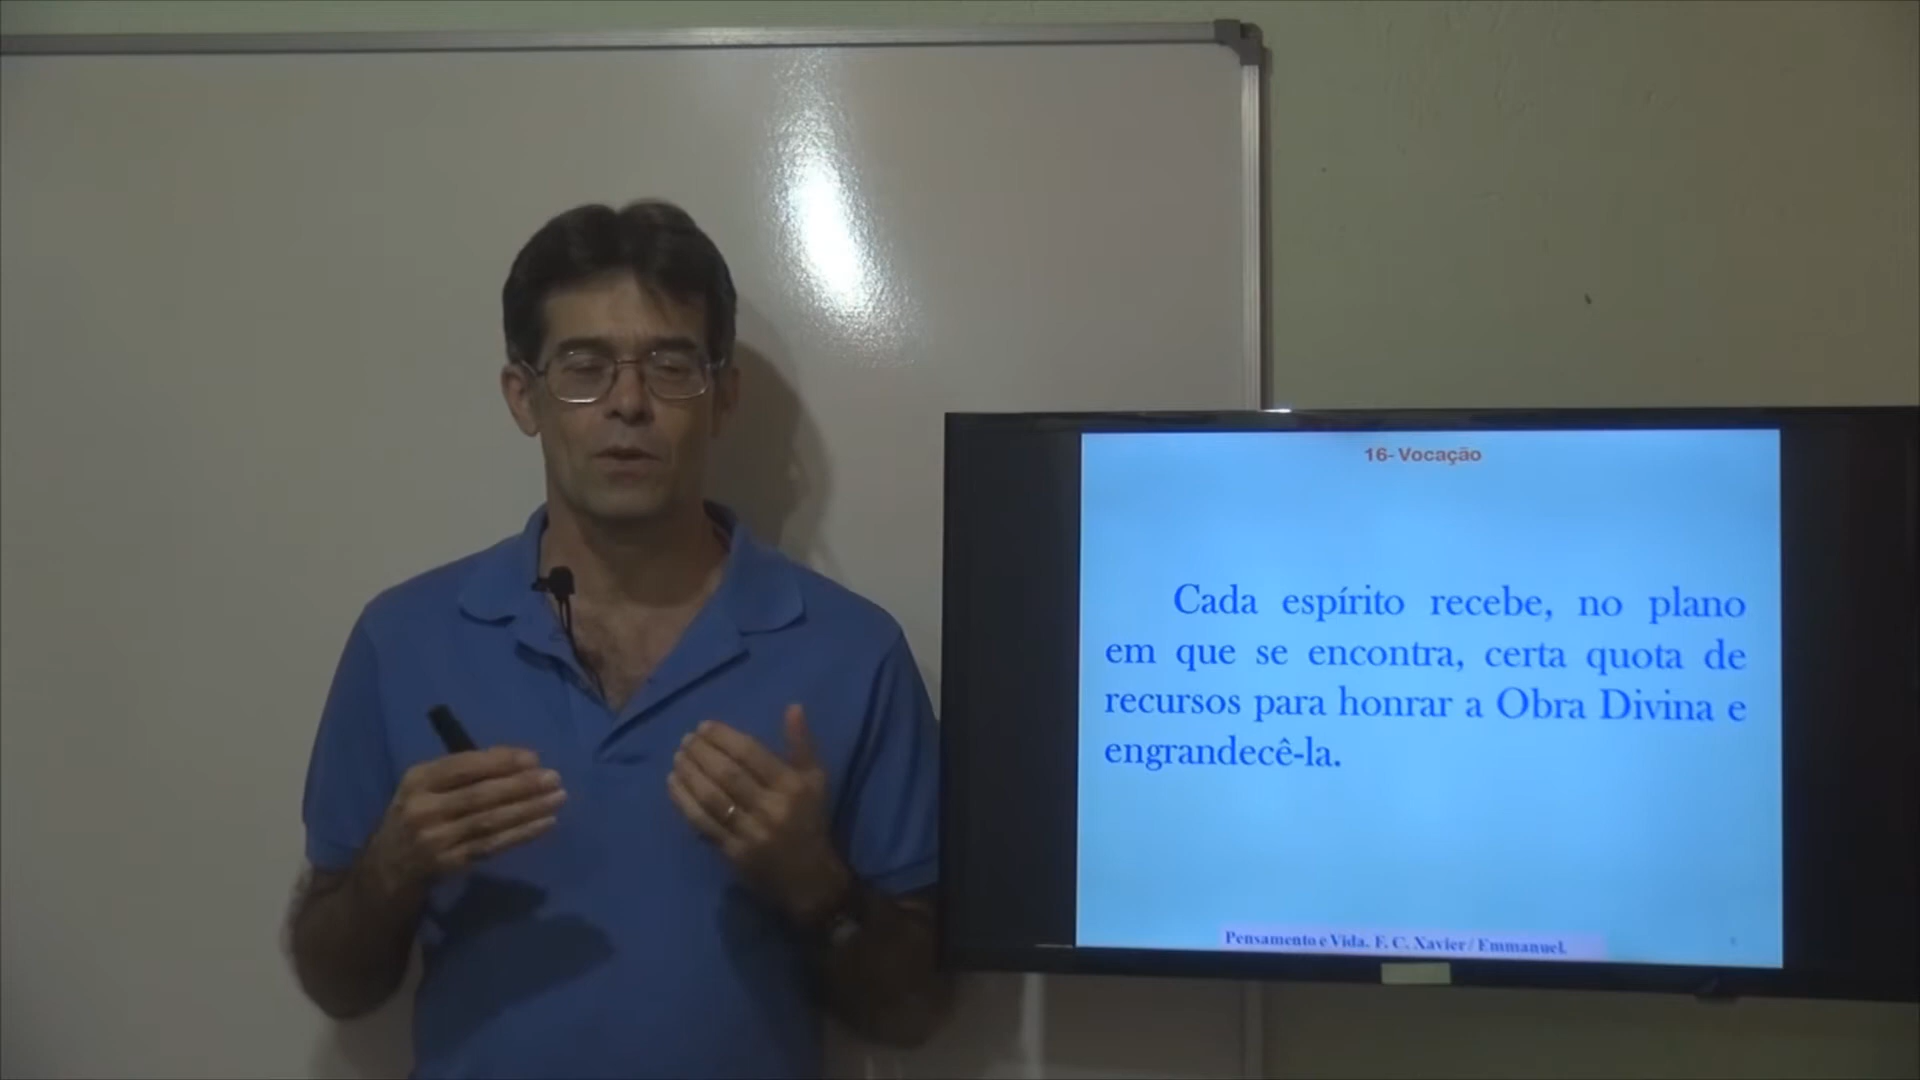 16- Vocação
Cada espírito recebe, no plano
em que se encontra, certa quota de
recursos para honrar a Obra Divina e
engrandecê-la.
Pensamento e Vida. F. C. Xavier / Emmanuel.